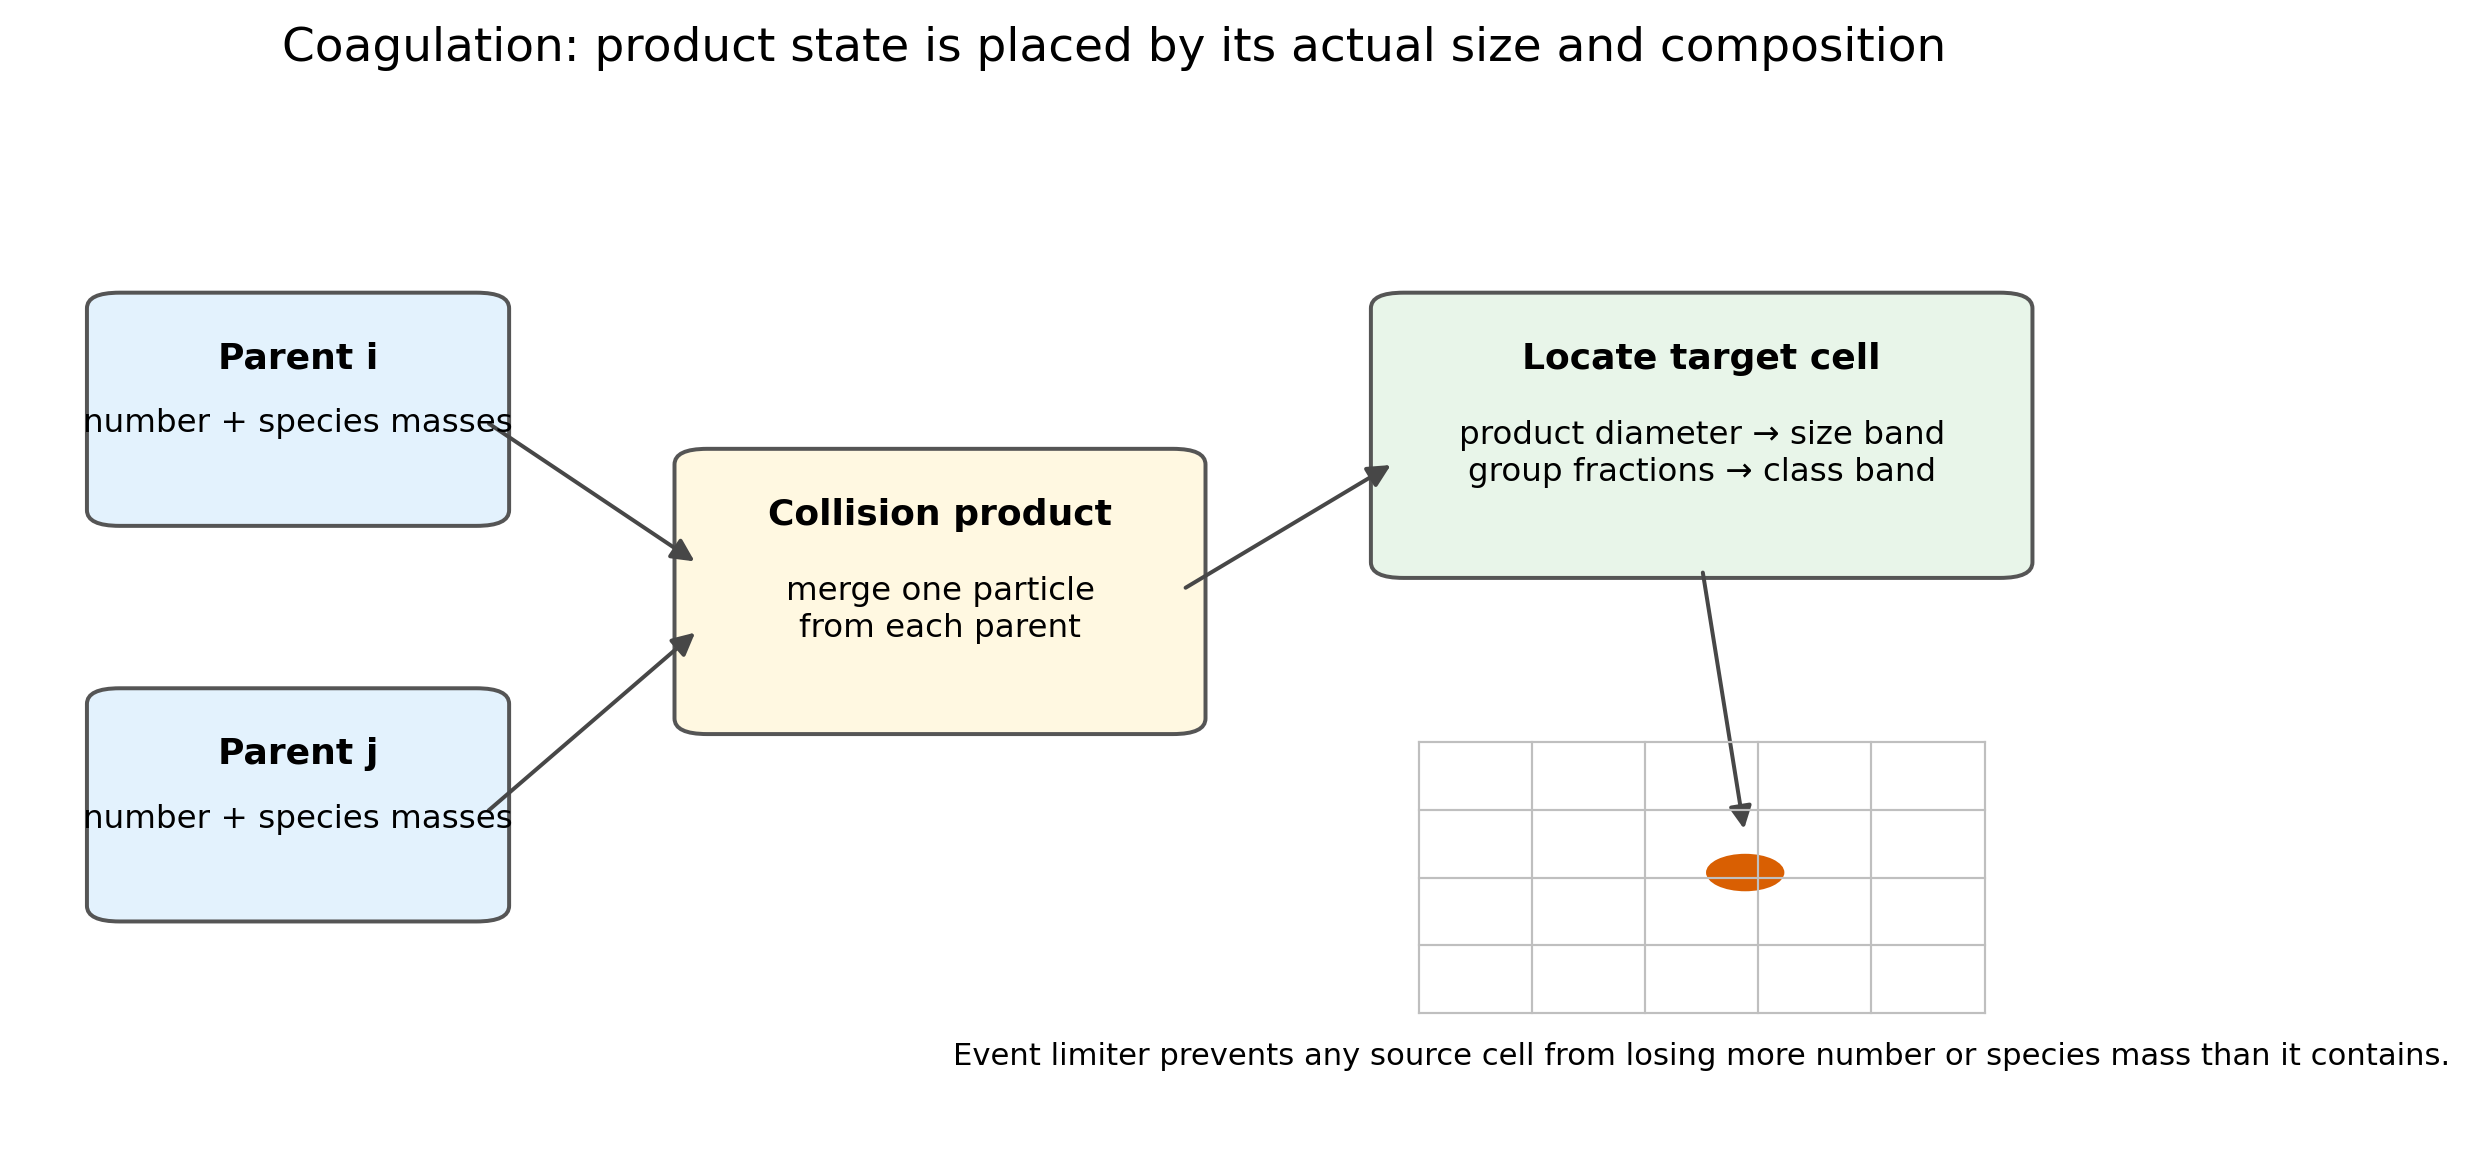 Coagulation: product state is placed by its actual size and composition
Parent i
number + species masses
Parent j
number + species masses
Collision product
merge one particle
from each parent
Locate target cell
product diameter → size band
group fractions → class band
Event limiter prevents any source cell from losing more number or species mass than it contains.